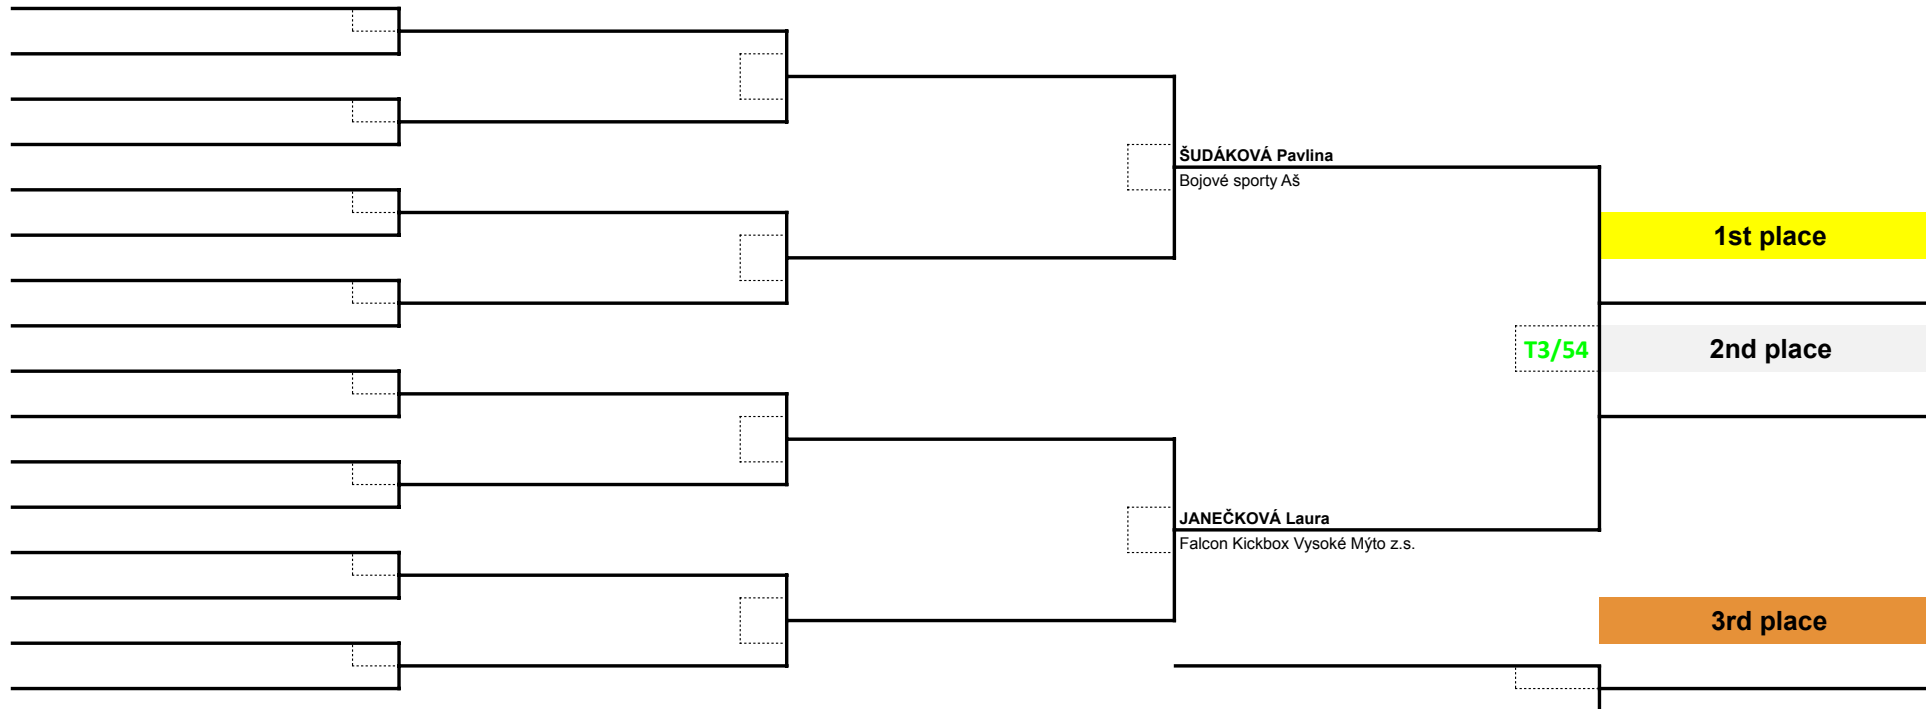 ŠUDÁKOVÁ Pavlina
Bojové sporty Aš
1st place
T3/54
2nd place
JANEČKOVÁ Laura
Falcon Kickbox Vysoké Mýto z.s.
3rd place